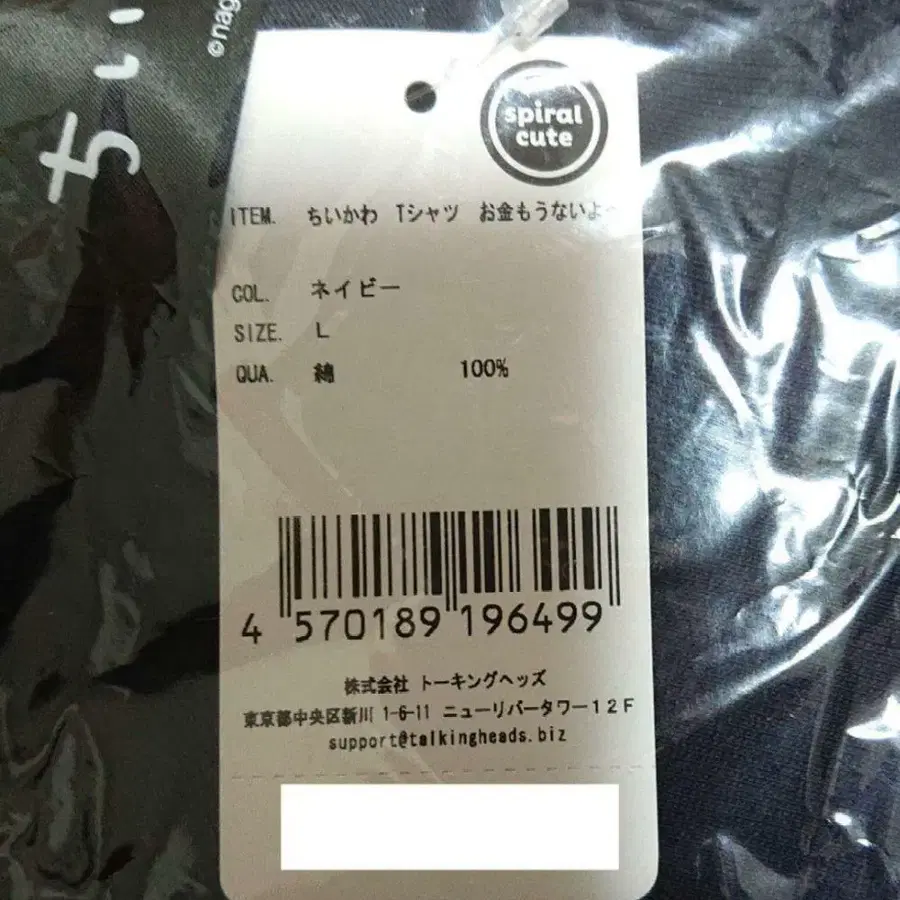 ©nag
ちい
spiral
cute
ITEM. ちいかわ Tシャツ お金もうないよ
COL. ネイビー
SIZE. L
QUA. 綿 100%
4 570189 196499
株式会社 トーキングヘッズ
東京都中央区新川 1-6-11 ニューリバータワー１２Ｆ
support@talkingheads.biz